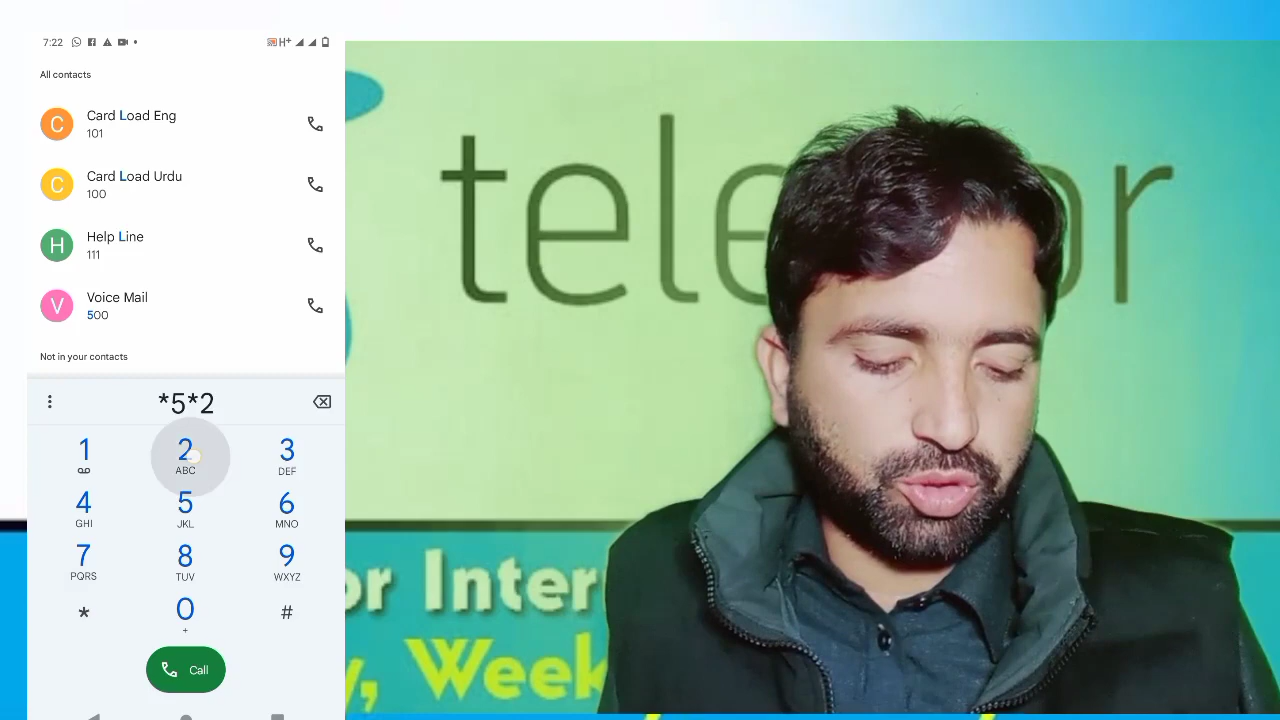 7:22
H+
All contacts
C
Card Load Eng
101
C
Card Load Urdu
100
H
Help Line
111
V
Voice Mail
500
Not in your contacts
*5*2
1
2
ABC
3
DEF
4
GHI
5
JKL
6
MNO
7
PQRS
8
TUV
9
WXYZ
*
0
+
#
Call
tele or
or Inter
y, Week